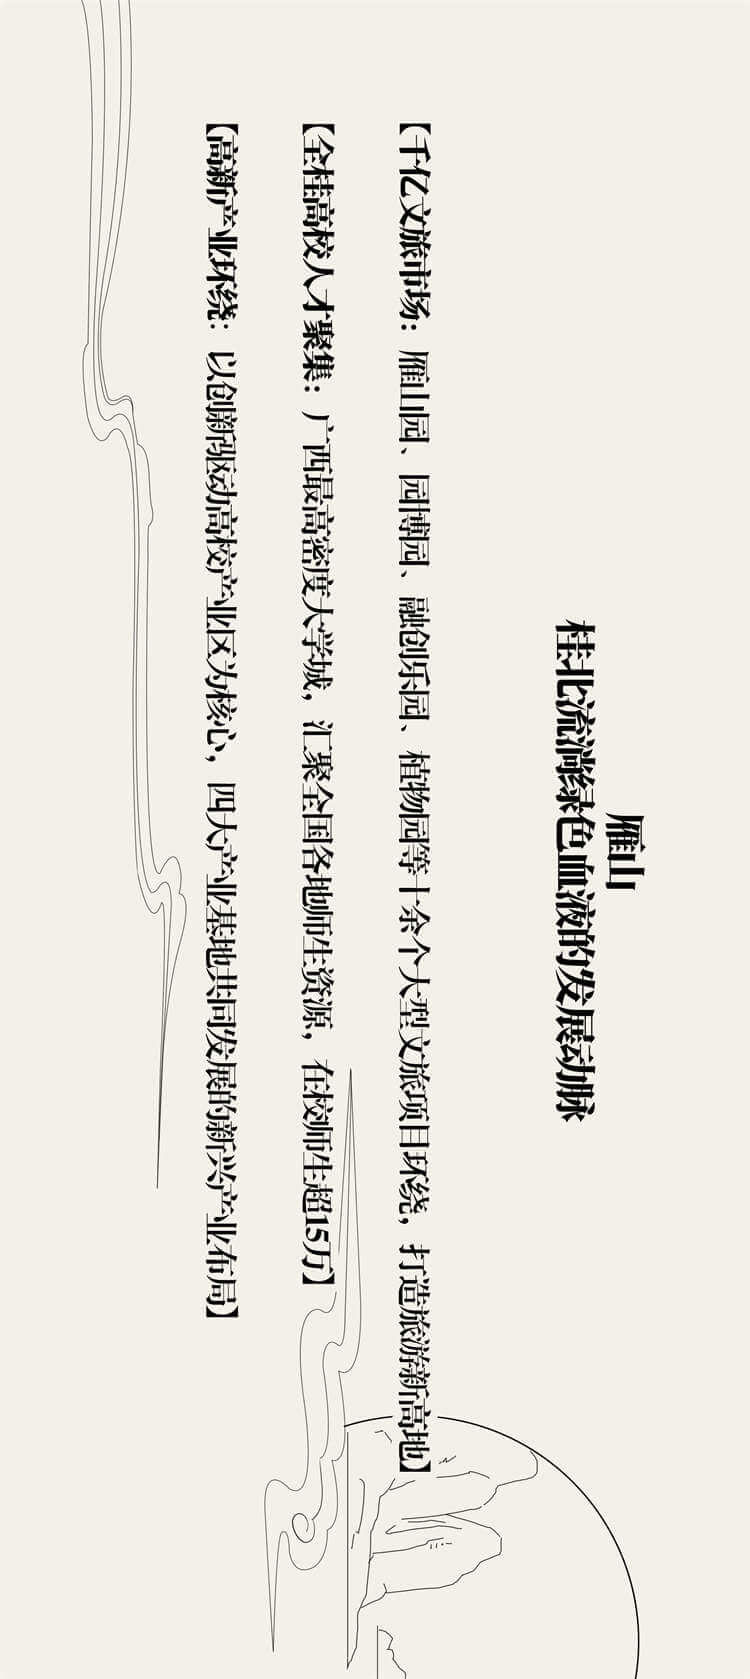 雁山
桂北流淌绿色血液的发展动脉
【千亿文旅市场：雁山园、园博园、融创乐园、植物园等十余个大型文旅项目环绕，打造旅游新高地】
【全桂高校人才聚集：广西最高密度大学城，汇聚全国各地师生资源，在校师生超15万】
【高新产业环绕：以创新驱动高校产业区为核心，四大产业基地共同发展的新兴产业布局】